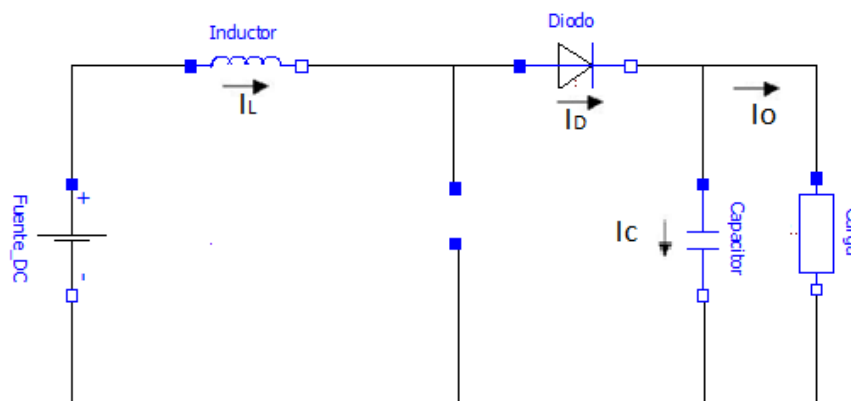 Inductor
Diodo
IL
ID
IO
Fuente_DC
+
-
IC
Capacitor